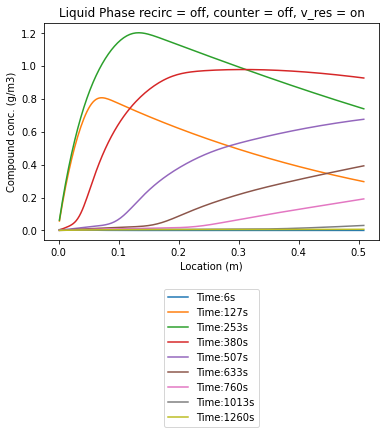 Liquid Phase recirc = off, counter = off, v_res = on
Compound conc. (g/m3)
1.2
1.0
0.8
0.6
0.4
0.2
0.0
0.0 0.1 0.2 0.3 0.4 0.5
Location (m)
Time:6s
Time:127s
Time:253s
Time:380s
Time:507s
Time:633s
Time:760s
Time:1013s
Time:1260s